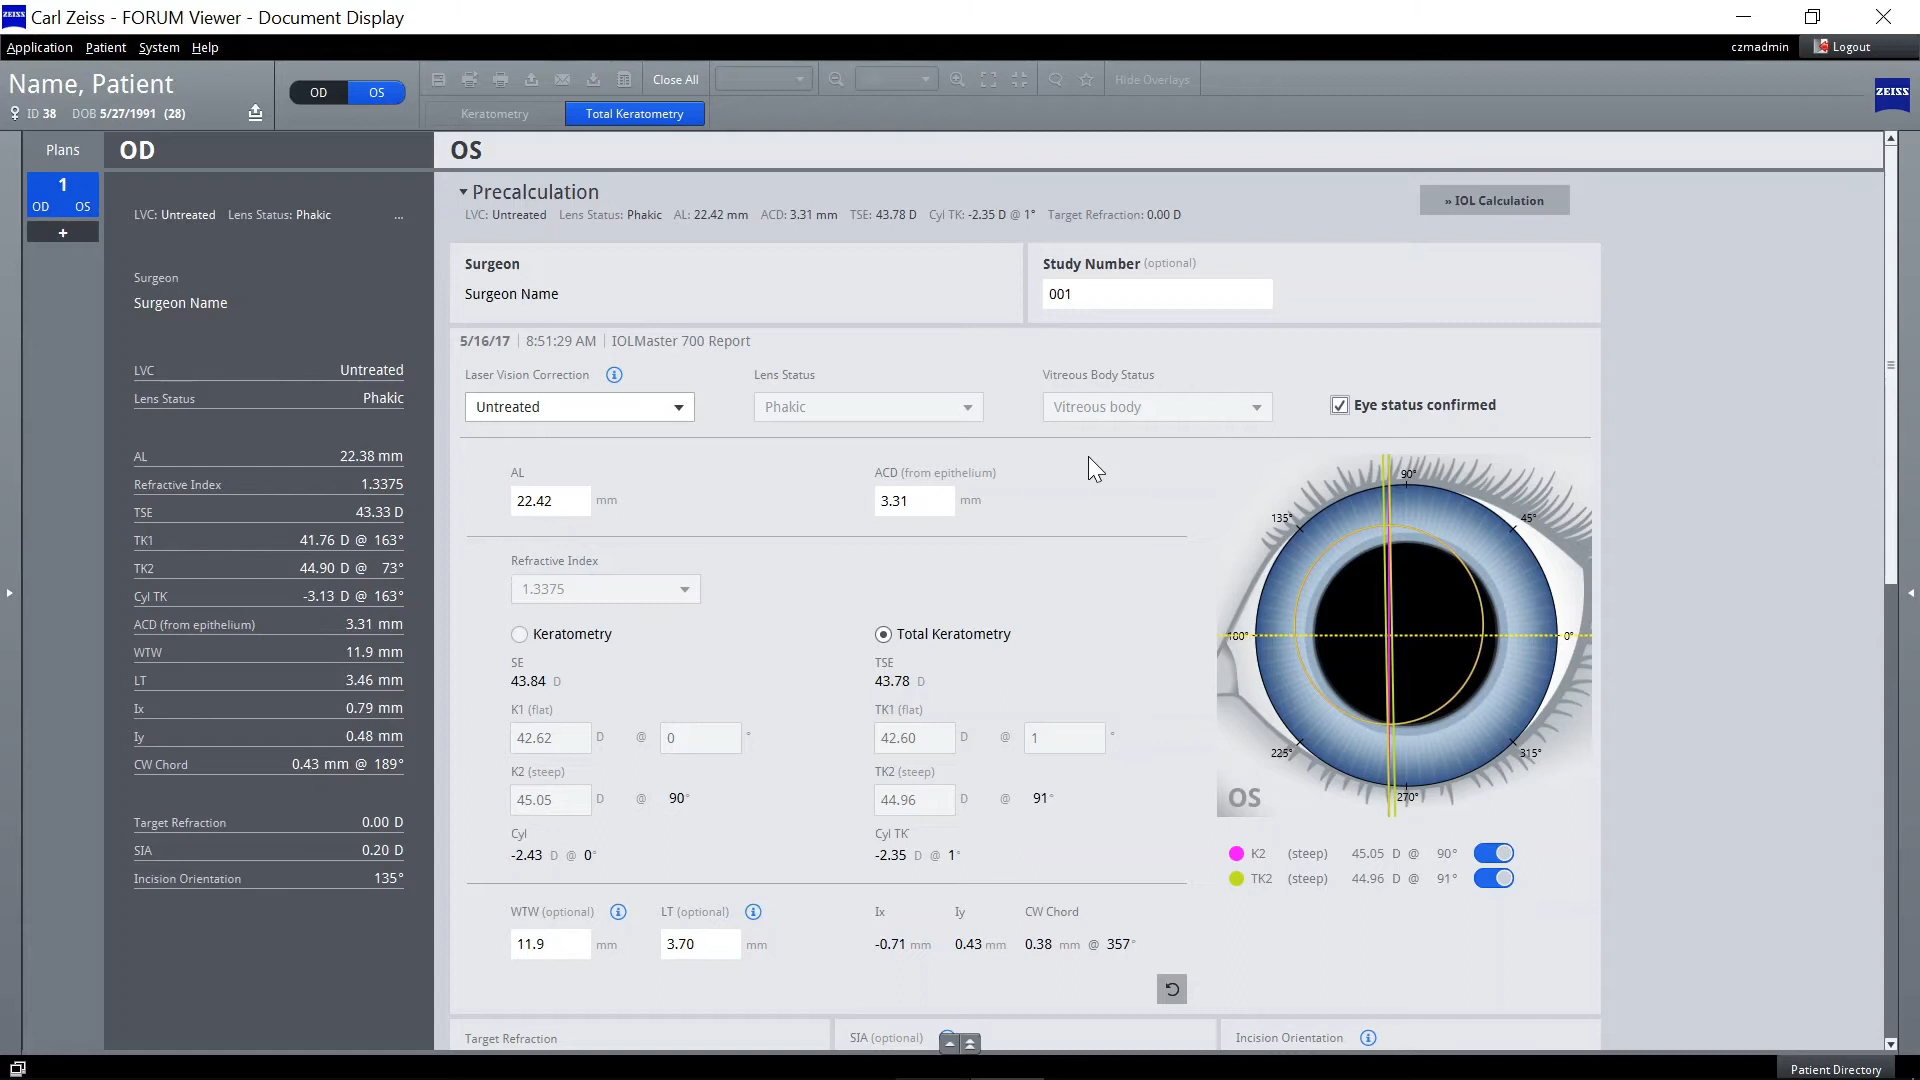 ZEISS Carl Zeiss - FORUM Viewer - Document Display
Application Patient System Help
czmadmin Logout
Name, Patient
ID 38 DOB 5/27/1991 (28)
OD OS
Close All
Hide Overlays
Keratometry Total Keratometry
ZEISS
Plans
1
OD OS
+
OD
LVC: Untreated Lens Status: Phakic ...
Surgeon
Surgeon Name
LVC Untreated
Lens Status Phakic
AL 22.38 mm
Refractive Index 1.3375
TSE 43.33 D
TK1 41.76 D @ 163°
TK2 44.90 D @ 73°
Cyl TK -3.13 D @ 163°
ACD (from epithelium) 3.31 mm
WTW 11.9 mm
LT 3.46 mm
Ix 0.79 mm
Iy 0.48 mm
CW Chord 0.43 mm @ 189°
Target Refraction 0.00 D
SIA 0.20 D
Incision Orientation 135°
OS
Precalculation
LVC: Untreated Lens Status: Phakic AL: 22.42 mm ACD: 3.31 mm TSE: 43.78 D Cyl TK: -2.35 D @ 1° Target Refraction: 0.00 D
» IOL Calculation
Surgeon
Surgeon Name
Study Number (optional)
001
5/16/17 | 8:51:29 AM | IOLMaster 700 Report
Laser Vision Correction Lens Status Vitreous Body Status
Untreated Phakic Vitreous body Eye status confirmed
AL ACD (from epithelium)
22.42 mm 3.31 mm
Refractive Index
1.3375
Keratometry Total Keratometry
SE TSE
43.84 D 43.78 D
K1 (flat) TK1 (flat)
42.62 D @ 0° 42.60 D @ 1°
K2 (steep) TK2 (steep)
45.05 D @ 90° 44.96 D @ 91°
Cyl Cyl TK
-2.43 D @ 0° -2.35 D @ 1°
WTW (optional) LT (optional) Ix Iy CW Chord
11.9 mm 3.70 mm -0.71 mm 0.43 mm 0.38 mm @ 357°
90°
135° 45°
180° 0°
225° 315°
270°
OS
K2 (steep) 45.05 D @ 90°
TK2 (steep) 44.96 D @ 91°
Target Refraction SIA (optional) Incision Orientation
Patient Directory